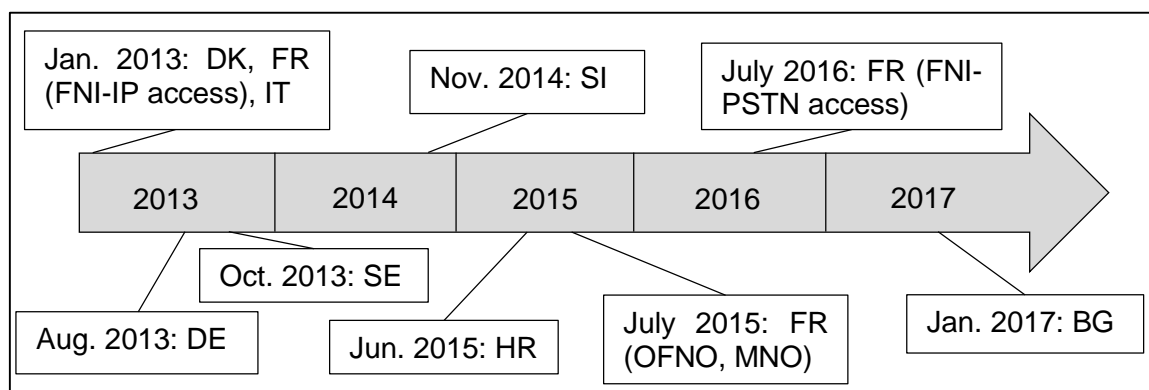 Jan. 2013: DK, FR
(FNI-IP access), IT
Nov. 2014: SI
July 2016: FR (FNI-
PSTN access)
2013
2014
2015
2016
2017
Oct. 2013: SE
Aug. 2013: DE
Jun. 2015: HR
July 2015: FR
(OFNO, MNO)
Jan. 2017: BG